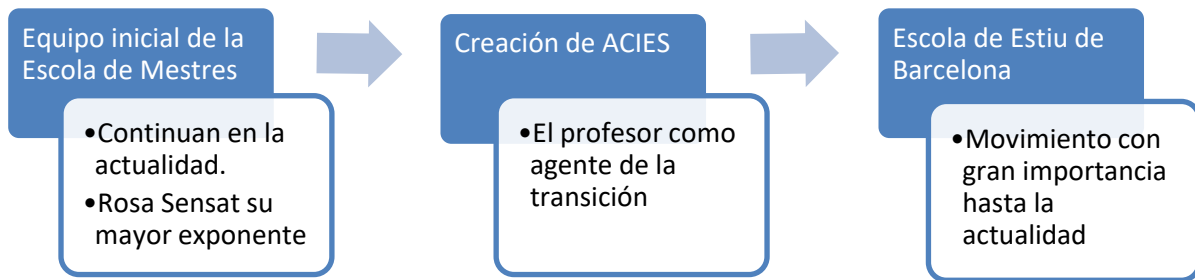 Equipo inicial de la
Escola de Mestres
•Continuan en la
actualidad.
•Rosa Sensat su
mayor exponente
Creación de ACIES
•El profesor como
agente de la
transición
Escola de Estiu de
Barcelona
•Movimiento con
gran importancia
hasta la
actualidad